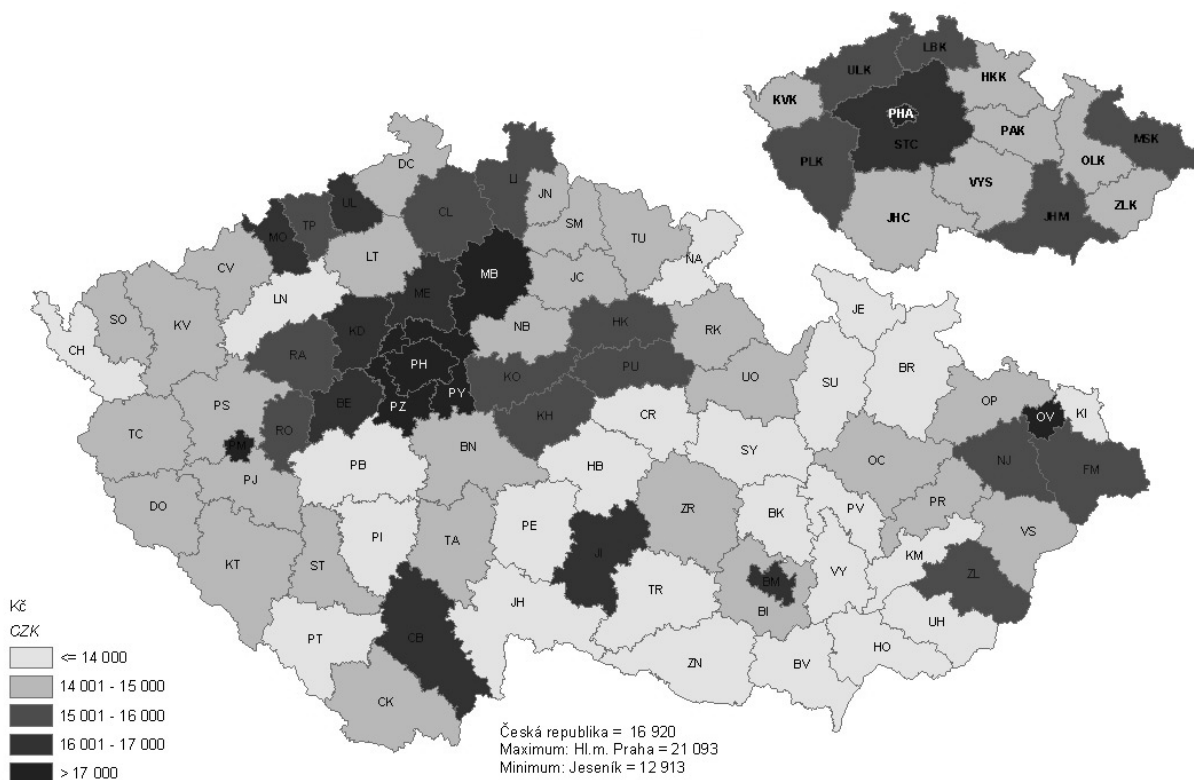 LBK
ULK
HKK
KVK
PHA
PAK
MSK
STC
PLK
OLK
VYS
ZLK
JHC
JHM
DC
LI
UL
JN
TP
CL
MO
SM
TU
CV
LT
NA
MB
JC
LN
ME
JE
SO
KV
NB
HK
KD
RK
CH
RA
PH
KO
PU
UO
SU
BR
BE
PZ
PY
PS
OP
OV
KI
TC
RO
KH
CR
PM
BN
SY
OC
NJ
FM
PB
HB
PJ
DO
PE
ZR
BK
PV
PR
PI
TA
VS
KT
ST
JI
KM
BM
VY
ZL
TR
BI
JH
UH
PT
CB
HO
ZN
BV
CK
Kč
CZK
<= 14 000
14 001 - 15 000
15 001 - 16 000
16 001 - 17 000
> 17 000
Česká republika = 16 920
Maximum: Hl.m. Praha = 21 093
Minimum: Jeseník = 12 913